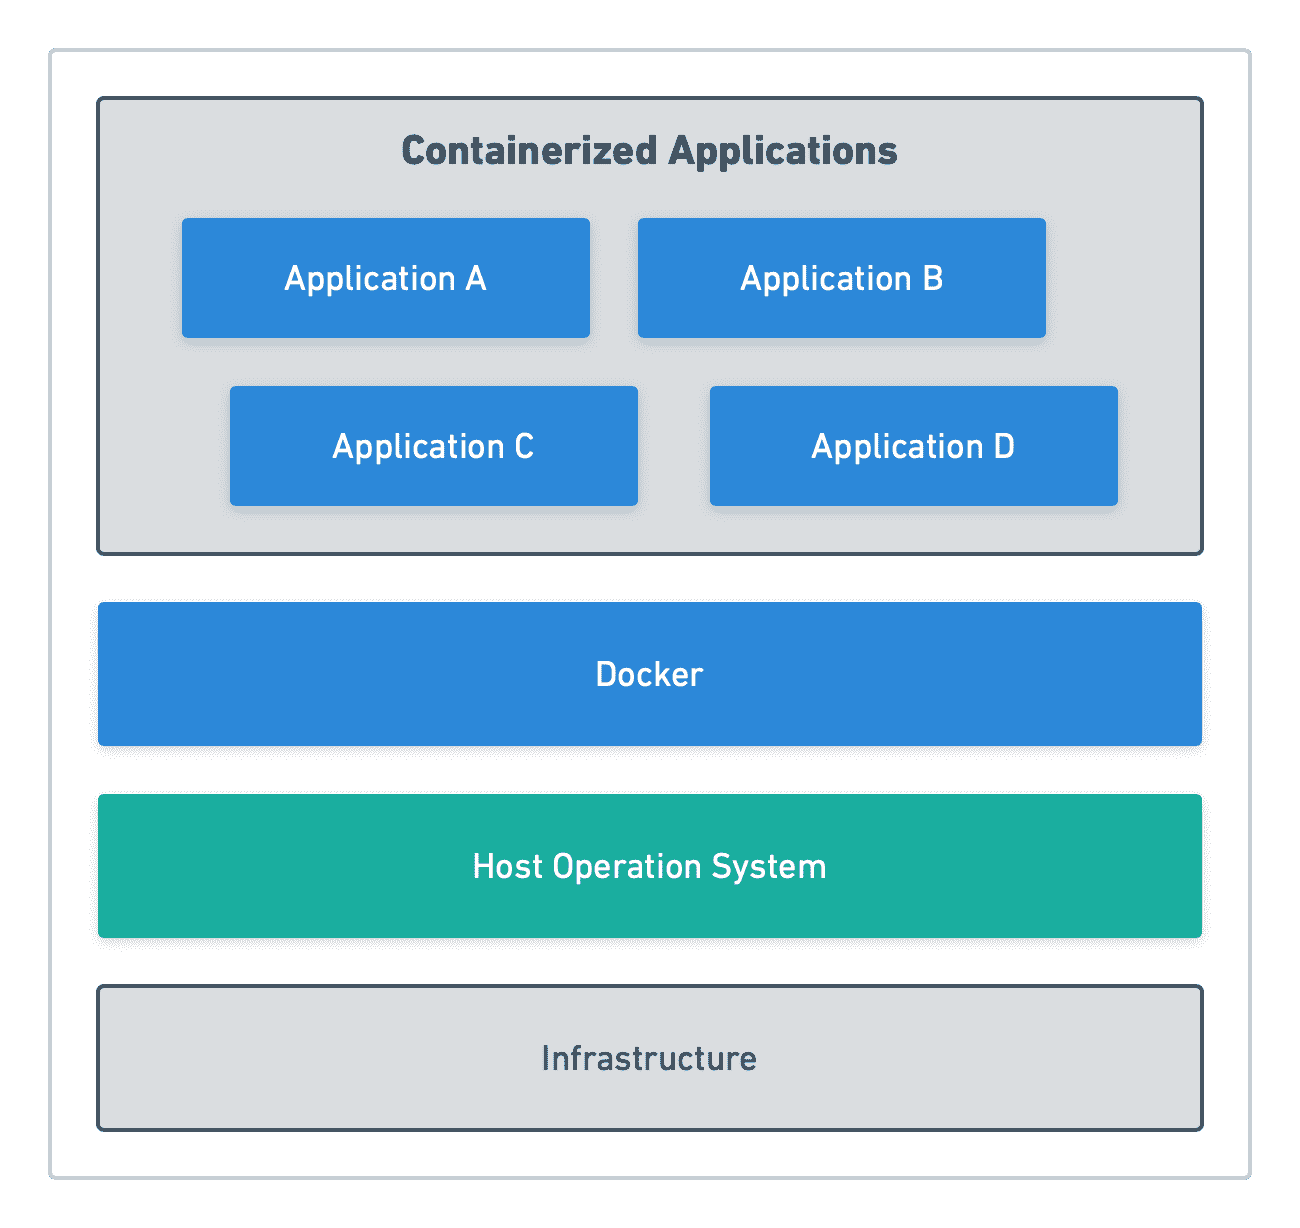 Containerized Applications
Application A
Application B
Application C
Application D
Docker
Host Operation System
Infrastructure